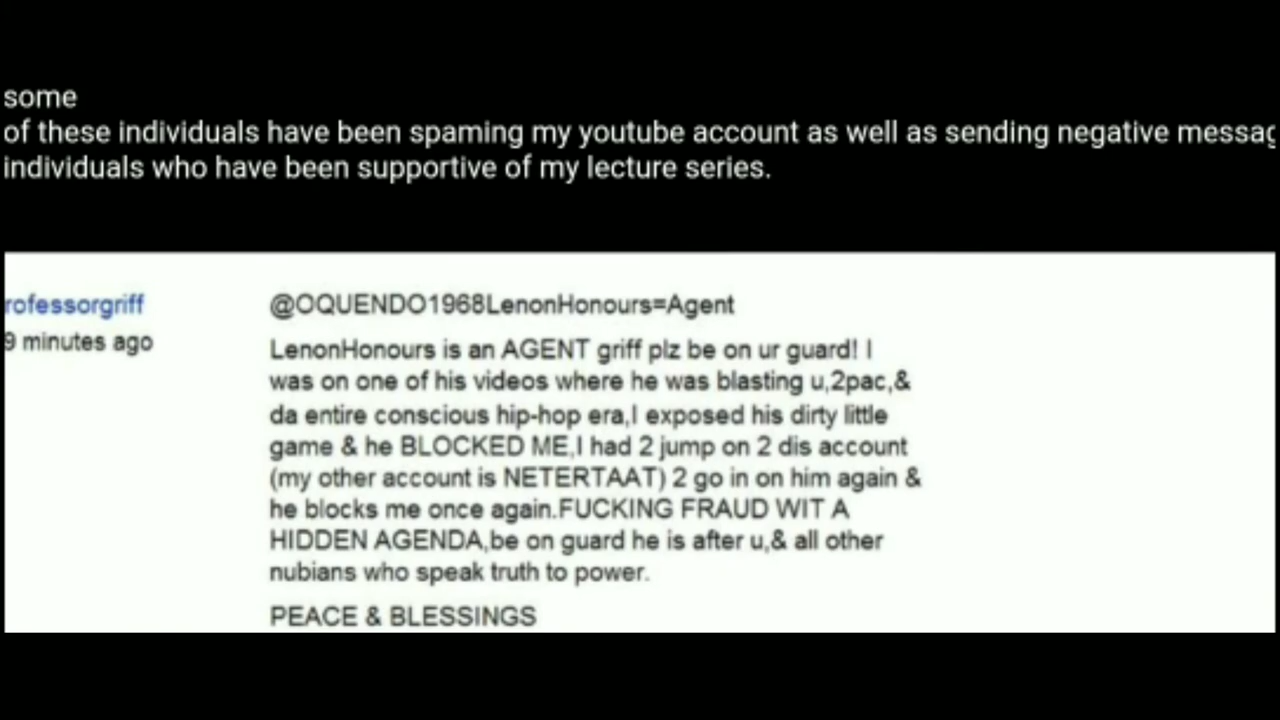 some
of these individuals have been spaming my youtube account as well as sending negative messag
individuals who have been supportive of my lecture series.
rofessorgriff
@OQUENDO1968LenonHonours=Agent
9 minutes ago
LenonHonours is an AGENT griff plz be on ur guard! I
was on one of his videos where he was blasting u,2pac,&
da entire conscious hip-hop era,I exposed his dirty little
game & he BLOCKED ME,I had 2 jump on 2 dis account
(my other account is NETERTAAT) 2 go in on him again &
he blocks me once again.FUCKING FRAUD WIT A
HIDDEN AGENDA,be on guard he is after u,& all other
nubians who speak truth to power.
PEACE & BLESSINGS